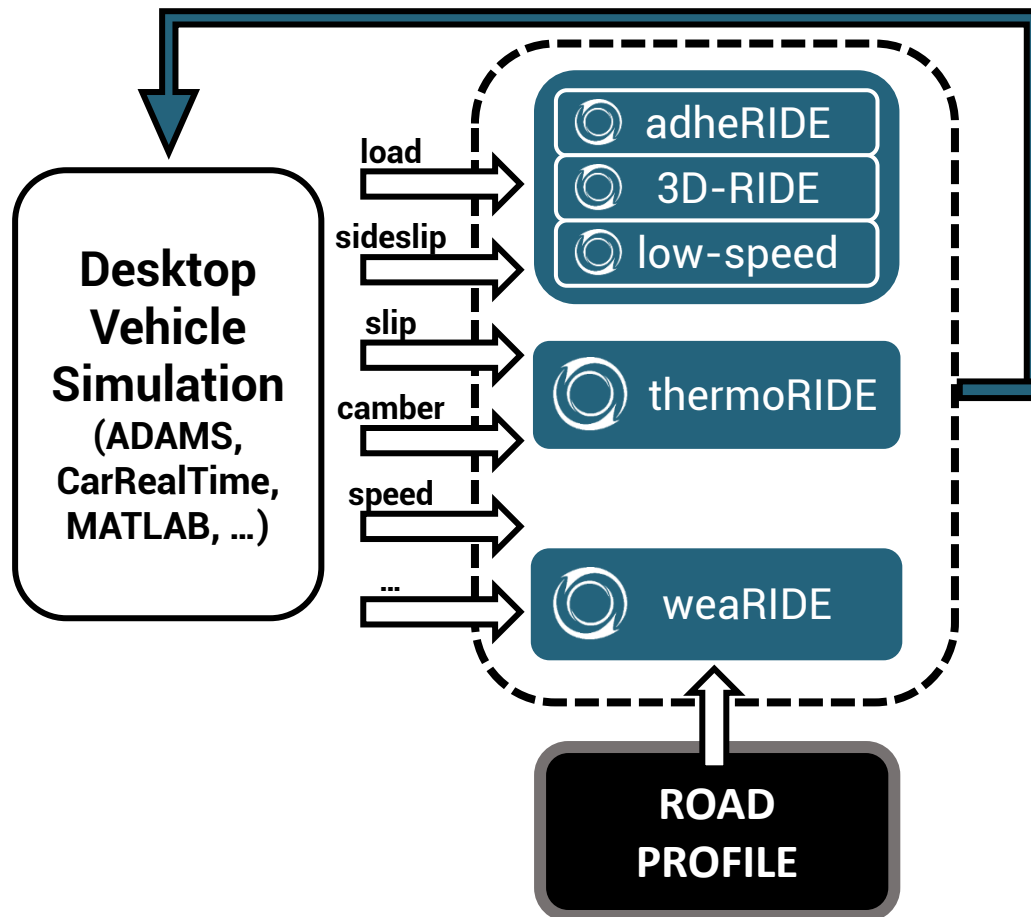 Desktop
Vehicle
Simulation
(ADAMS,
CarRealTime,
MATLAB, ...)
load
sideslip
slip
camber
speed
...
adheRIDE
3D-RIDE
low-speed
thermoRIDE
weaRIDE
ROAD
PROFILE